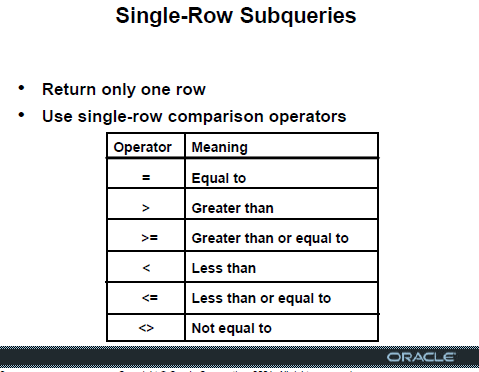 Single-Row Subqueries
• Return only one row
• Use single-row comparison operators
Operator Meaning
= Equal to
> Greater than
>= Greater than or equal to
< Less than
<= Less than or equal to
<> Not equal to
ORACLE